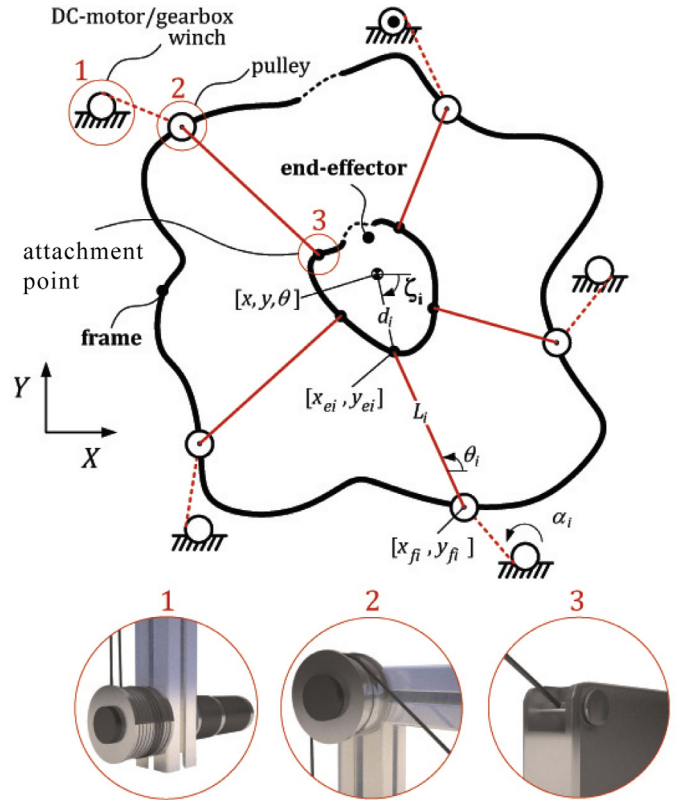 DC-motor/gearbox
winch
1
2
pulley
end-effector
3
attachment
point
[x, y, θ]
ζi
di
frame
[xei , yei]
Y
Li
X
θi
[xfi , yfi ]
αi
1
2
3